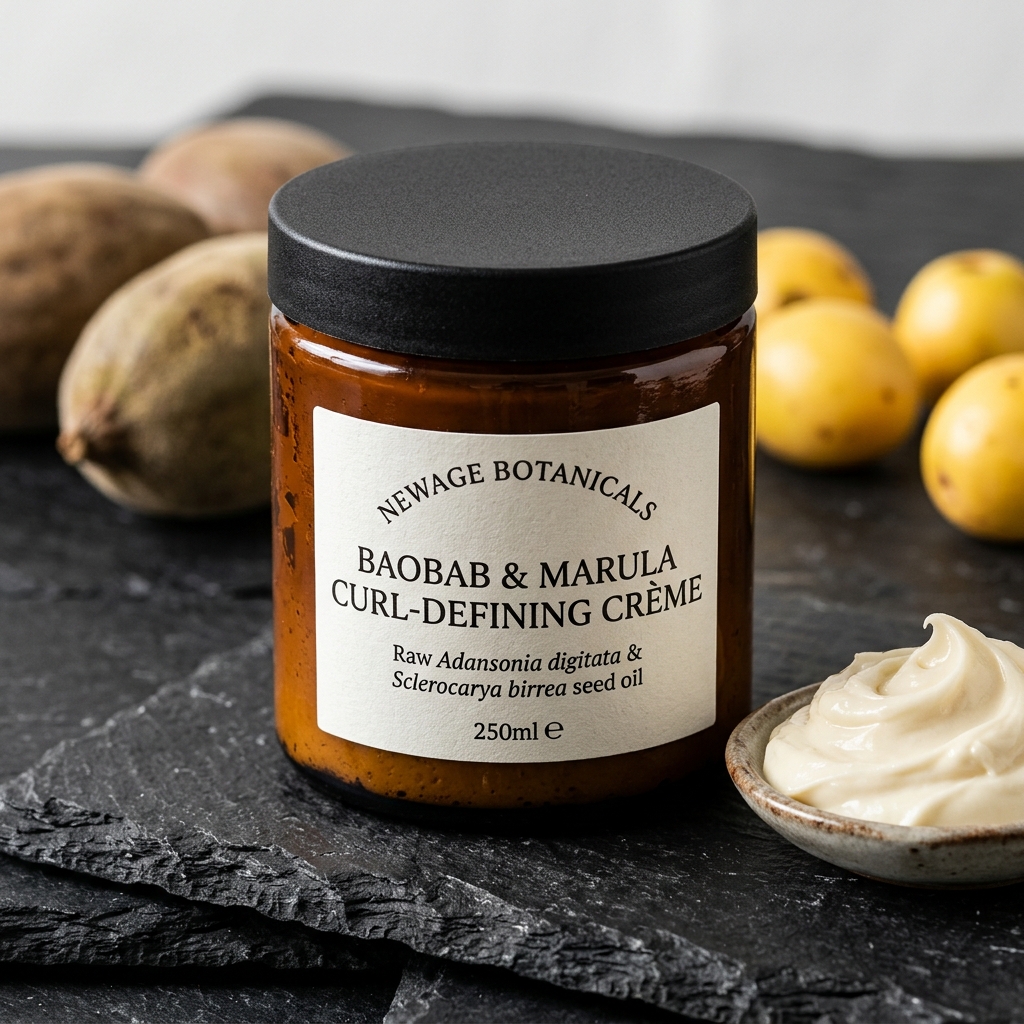 NEWAGE BOTANICALS
BAOBAB & MARULA
CURL-DEFINING CRÈME
Raw Adansonia digitata &
Sclerocarya birrea seed oil
250ml ℮